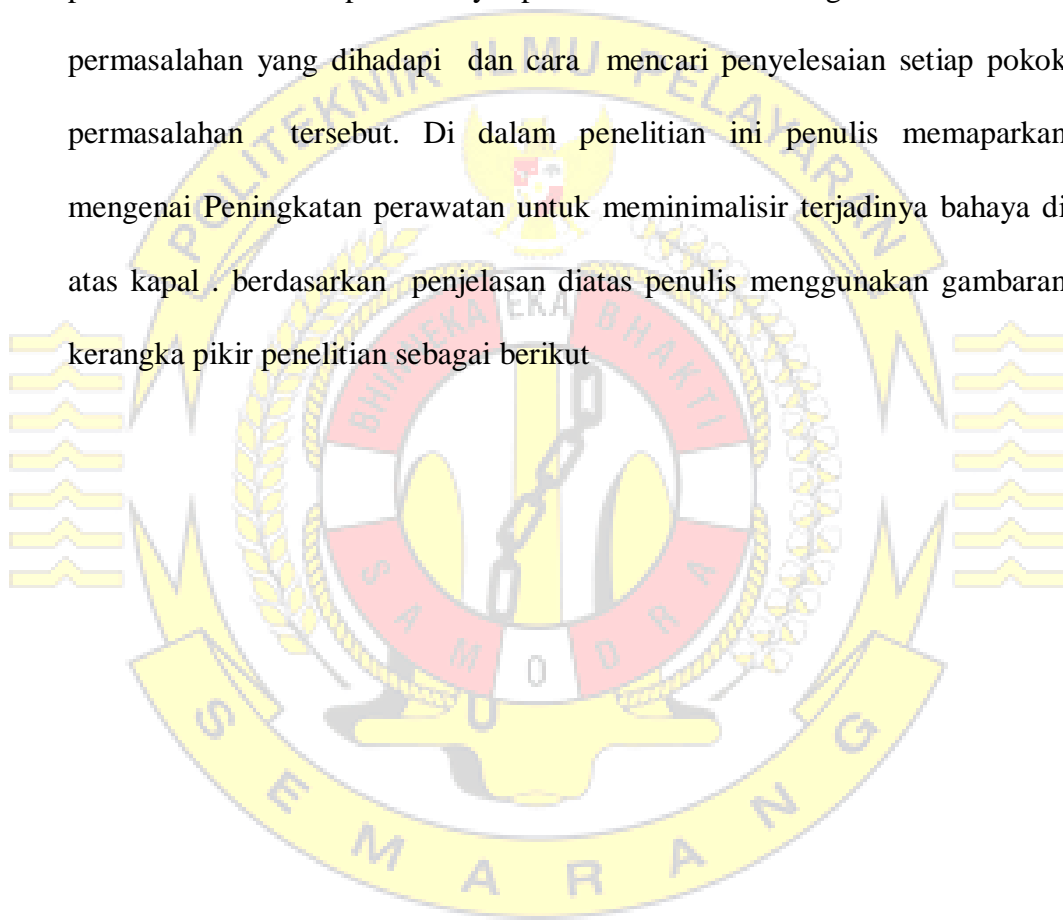 permasalahan yang dihadapi dan cara mencari penyelesaian setiap pokok
permasalahan tersebut. Di dalam penelitian ini penulis memaparkan
mengenai Peningkatan perawatan untuk meminimalisir terjadinya bahaya di
atas kapal . berdasarkan penjelasan diatas penulis menggunakan gambaran
kerangka pikir penelitian sebagai berikut
POLITEKNIK ILMU PELAYARAN
BHINNEKA EKA BHAKTI
SAMODRA
SEMARANG